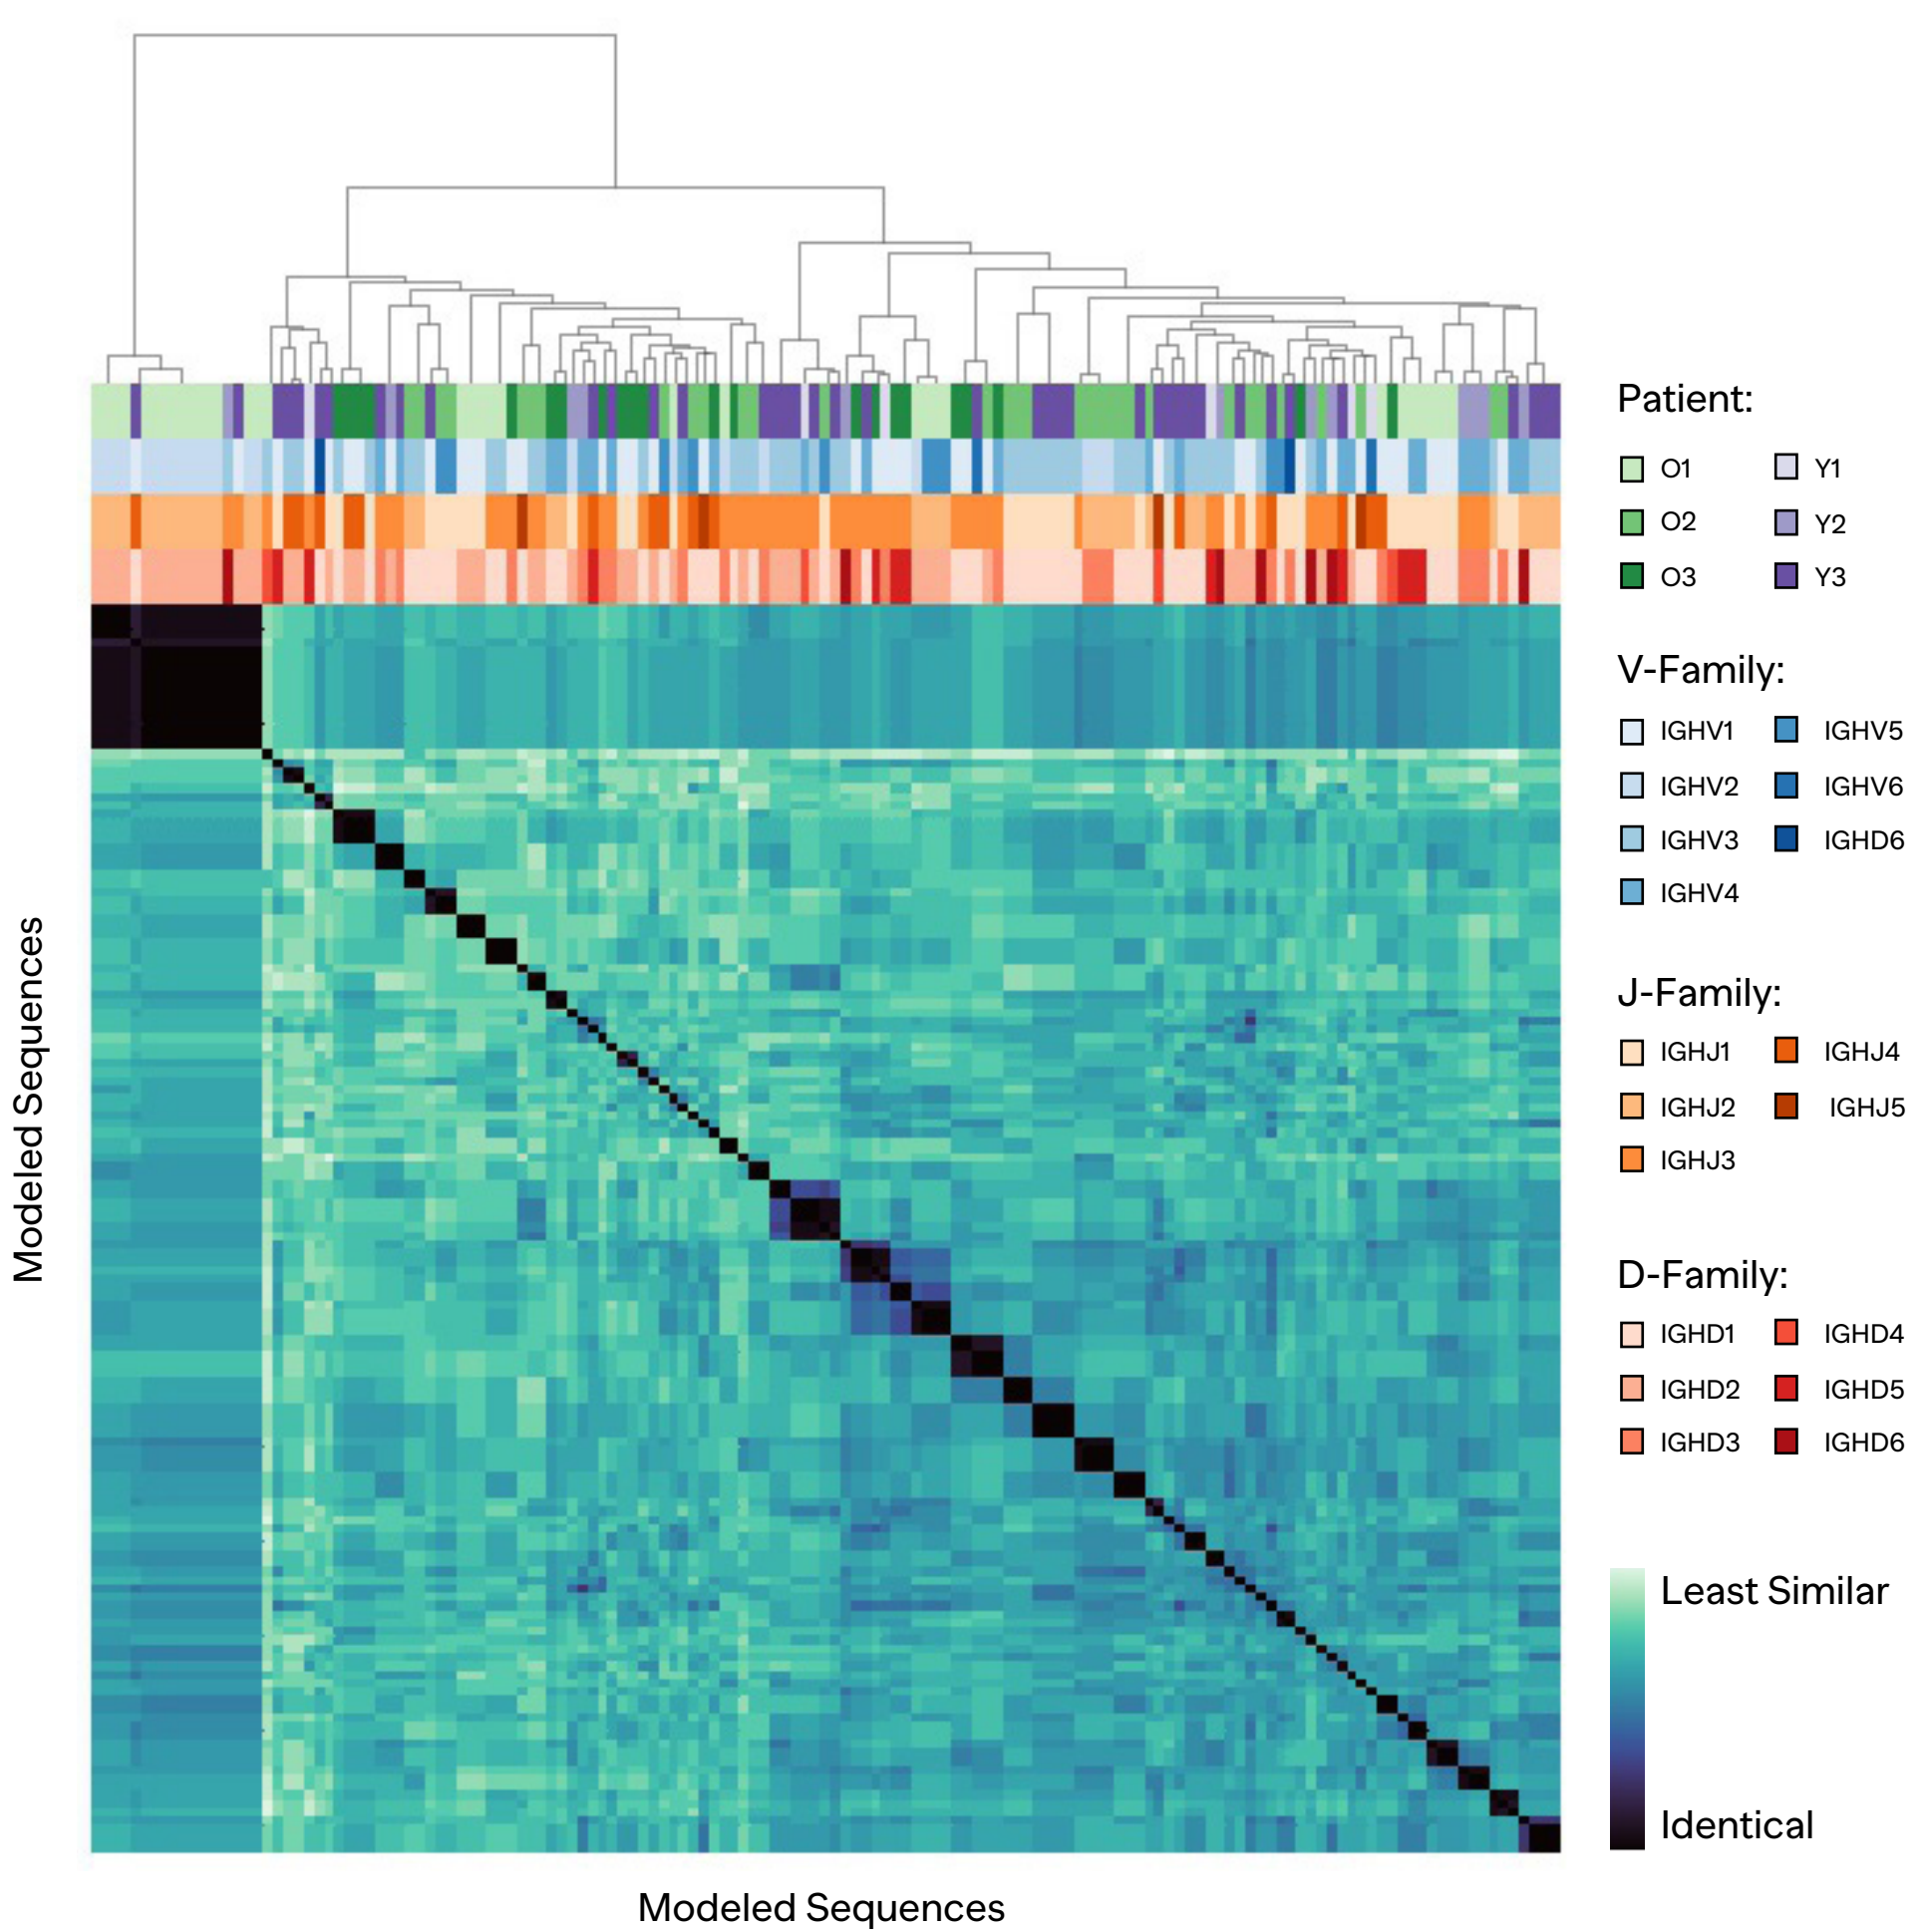 Patient:
O1 Y1
O2 Y2
O3 Y3
V-Family:
IGHV1 IGHV5
IGHV2 IGHV6
IGHV3 IGHD6
IGHV4
J-Family:
IGHJ1 IGHJ4
IGHJ2 IGHJ5
IGHJ3
D-Family:
IGHD1 IGHD4
IGHD2 IGHD5
IGHD3 IGHD6
Least Similar
Identical
Modeled Sequences
Modeled Sequences